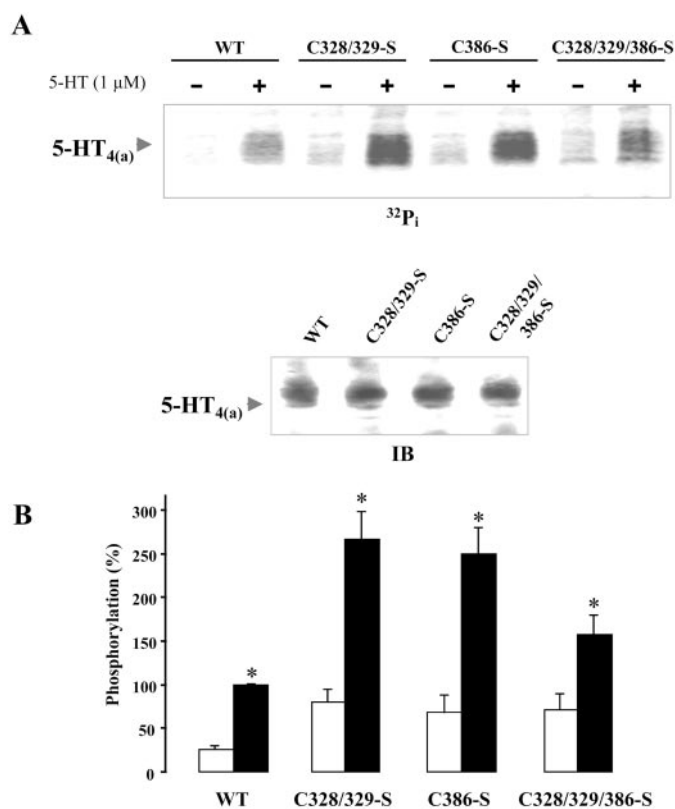 A
WT C328/329-S C386-S C328/329/386-S
5-HT (1 μM) – + – + – + – +
5-HT4(a)
32Pi
WT C328/329-S C386-S C328/329/386-S
5-HT4(a)
IB
B
Phosphorylation (%)
300
250
200
150
100
50
0
* * * *
WT C328/329-S C386-S C328/329/386-S